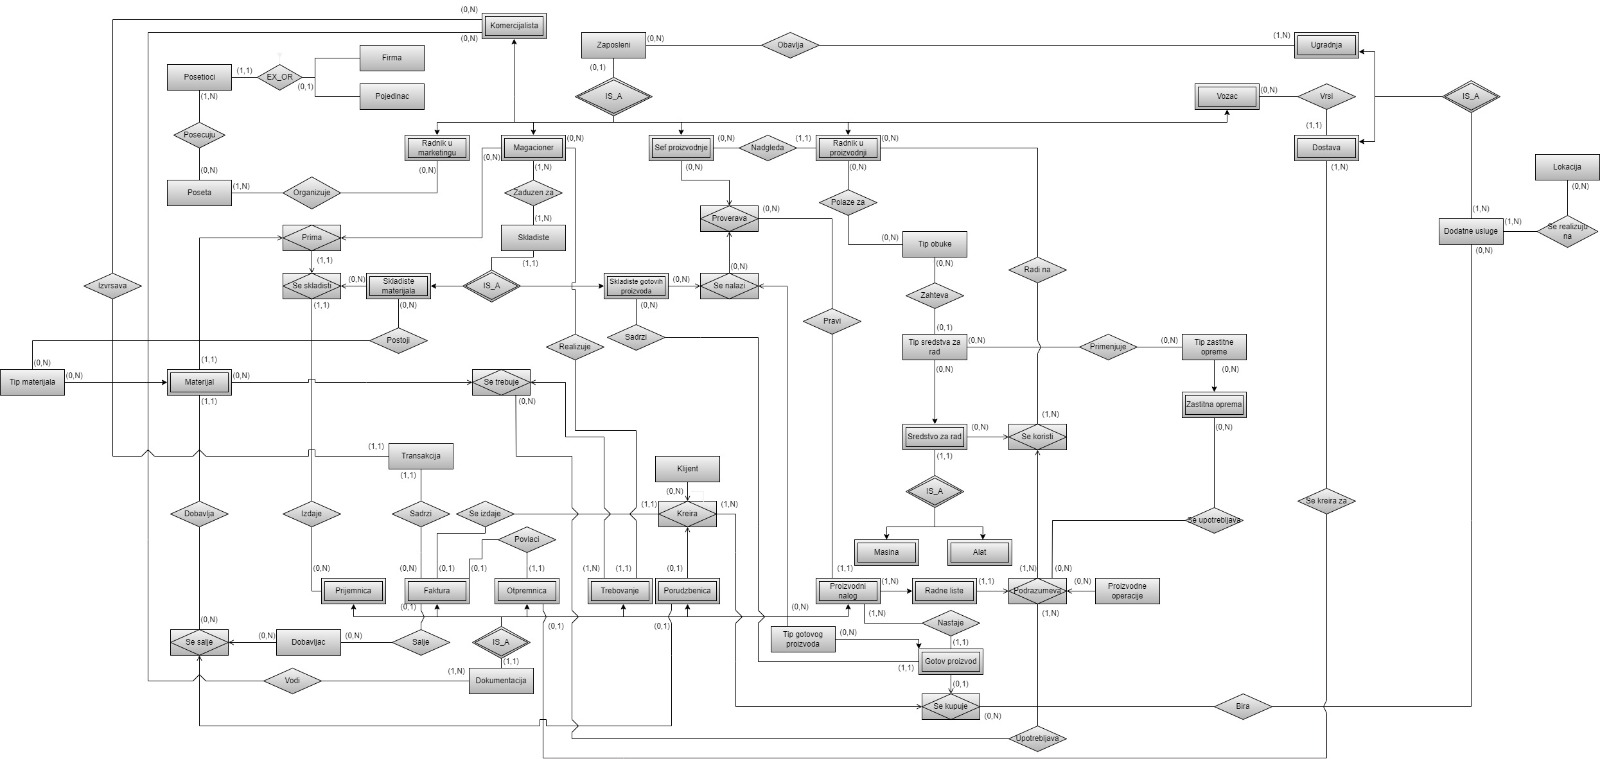 (0,N)
Komercijalista
(0,N)
Zaposleni
(0,N)
Obavlja
(1,N)
Ugradnja
(0,1)
Firma
Posetioci
(1,1)
EX_OR
(0,1)
Pojedinac
(1,N)
IS_A
Vozac
(0,N)
Vrsi
IS_A
(1,1)
Posecuju
Radnik u
marketingu
(0,N)
Magacioner
(0,N)
Sef proizvodnje
(0,N)
Nadgleda
(1,1)
Radnik u
proizvodnji
(0,N)
Dostava
(0,N)
(0,N)
(1,N)
(0,N)
(0,N)
(1,N)
Lokacija
(0,N)
Poseta
(1,N)
Organizuje
Zaduzen za
Polaze za
(1,N)
Proverava
(0,N)
(1,N)
Prima
Skladiste
(0,N)
Tip obuke
Dodatne usluge
(1,N)
Se realizuju
na
(1,1)
(1,1)
(0,N)
(0,N)
(0,N)
Radi na
Izvrsava
Se skladisti
(0,N)
Skladiste
materijala
IS_A
Skladiste gotovih
proizvoda
(0,N)
Se nalazi
Zahteva
(1,1)
(0,N)
(0,N)
Pravi
(0,1)
Postoji
Realizuje
Sadrzi
Tip sredstva za
rad
(0,N)
Primenjuje
(0,N)
Tip zastitne
opreme
(0,N)
(1,1)
(0,N)
Tip materijala
(0,N)
Materijal
(0,N)
Se trebuje
(1,1)
(0,N)
Zastitna oprema
(1,N)
(0,N)
Sredstvo za rad
(0,N)
Se koristi
(1,1)
Transakcija
(1,1)
(1,1)
Klijent
(0,N)
IS_A
(1,1)
(1,N)
Se kreira za
Dobavlja
Izdaje
Sadrzi
Se izdaje
Kreira
Se upotrebljava
Povlaci
Masina
Alat
(0,N)
(0,N)
(0,1)
(0,1)
(1,1)
(1,N)
(1,1)
(1,1)
(1,N)
(0,N)
Prijemnica
Faktura
Otpremnica
Trebovanje
Porudzbenica
Proizvodni
nalog
(1,N)
Radne liste
(1,1)
Podrazumeva
(0,N)
Proizvodne
operacije
(0,1)
(0,N)
(1,N)
(1,N)
(0,N)
(0,1)
(0,1)
Nastaje
Se salje
(0,N)
Dobavljac
(0,N)
Salje
IS_A
Tip gotovog
proizvoda
(0,N)
(1,1)
(1,1)
(1,1)
Gotov proizvod
(1,N)
Vodi
Dokumentacija
(0,1)
Se kupuje
(0,N)
Bira
Upotrebljava